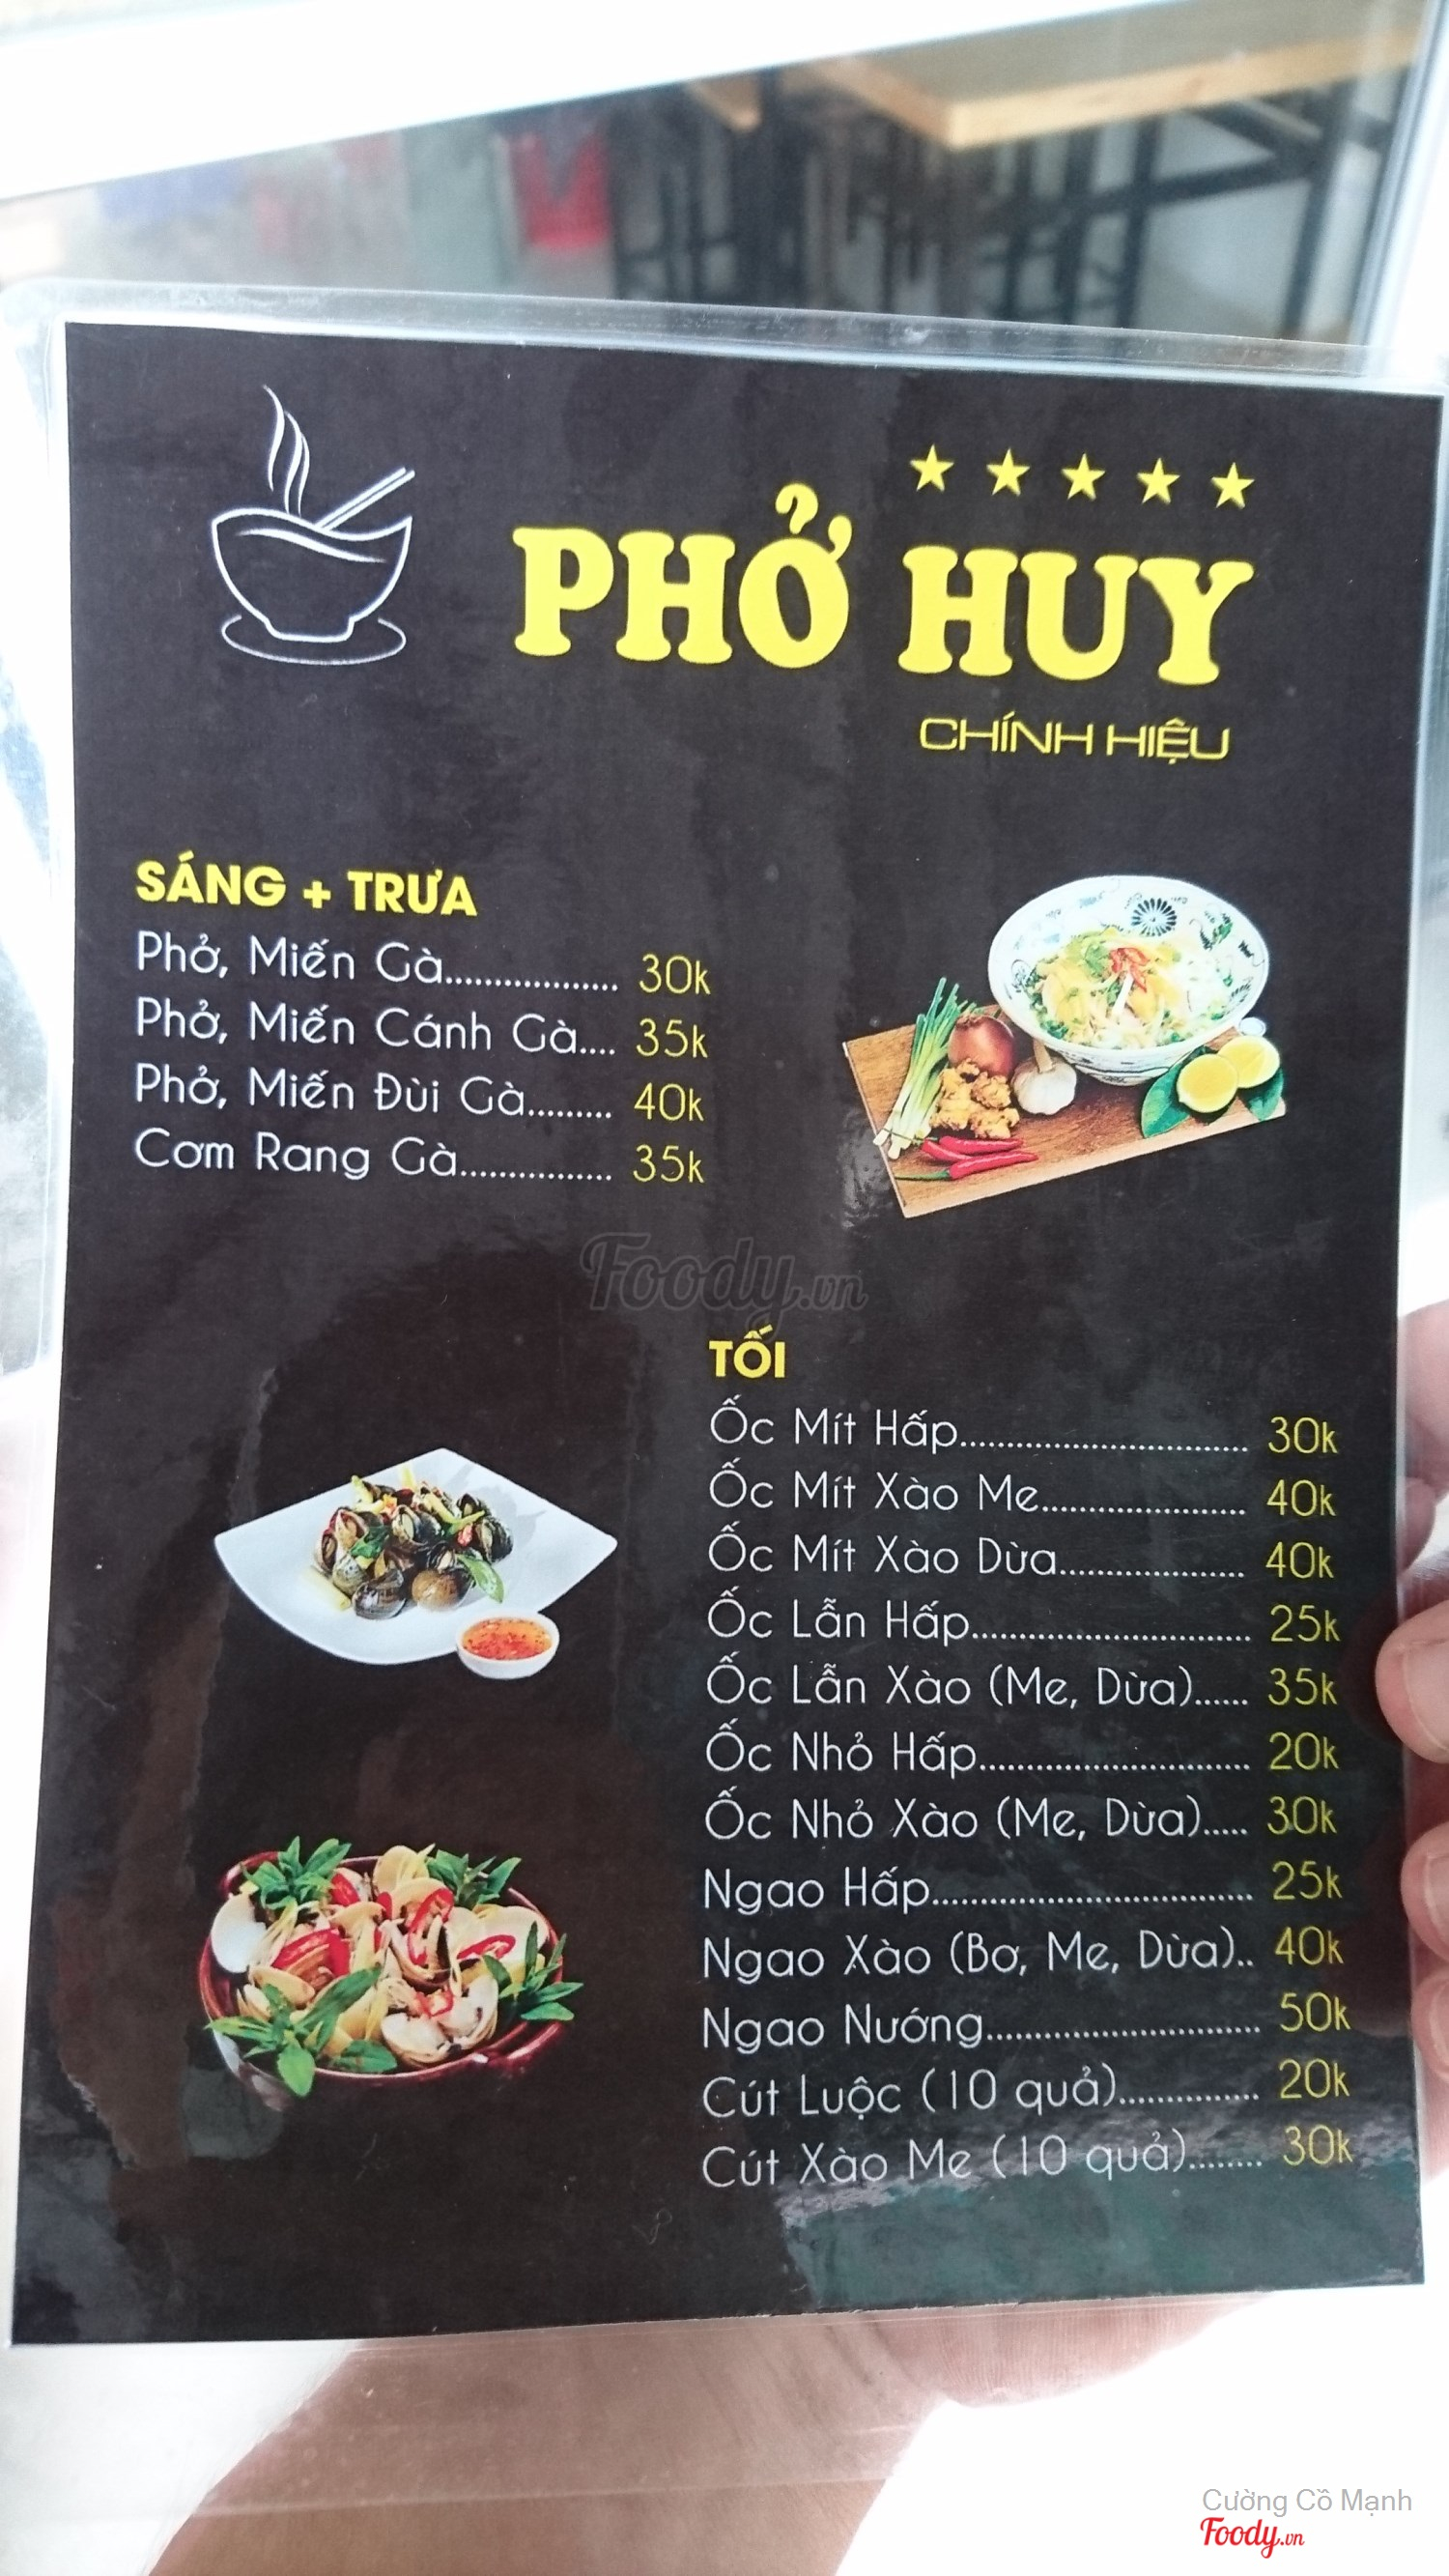 PHỞ HUY
CHÍNH HIỆU
SÁNG + TRƯA
Phở, Miến Gà.................. 30k
Phở, Miến Cánh Gà.... 35k
Phở, Miến Đùi Gà......... 40k
Cơm Rang Gà................ 35k
Foody.vn
TỐI
Ốc Mít Hấp.............................. 30k
Ốc Mít Xào Me..................... 40k
Ốc Mít Xào Dừa.................... 40k
Ốc Lẫn Hấp............................. 25k
Ốc Lẫn Xào (Me, Dừa)...... 35k
Ốc Nhỏ Hấp............................ 20k
Ốc Nhỏ Xào (Me, Dừa)..... 30k
Ngao Hấp................................. 25k
Ngao Xào (Bơ, Me, Dừa).. 40k
Ngao Nướng............................ 50k
Cút Luộc (10 quả)............... 20k
Cút Xào Me (10 quả)........ 30k
Cường Cồ Mạnh
Foody.vn